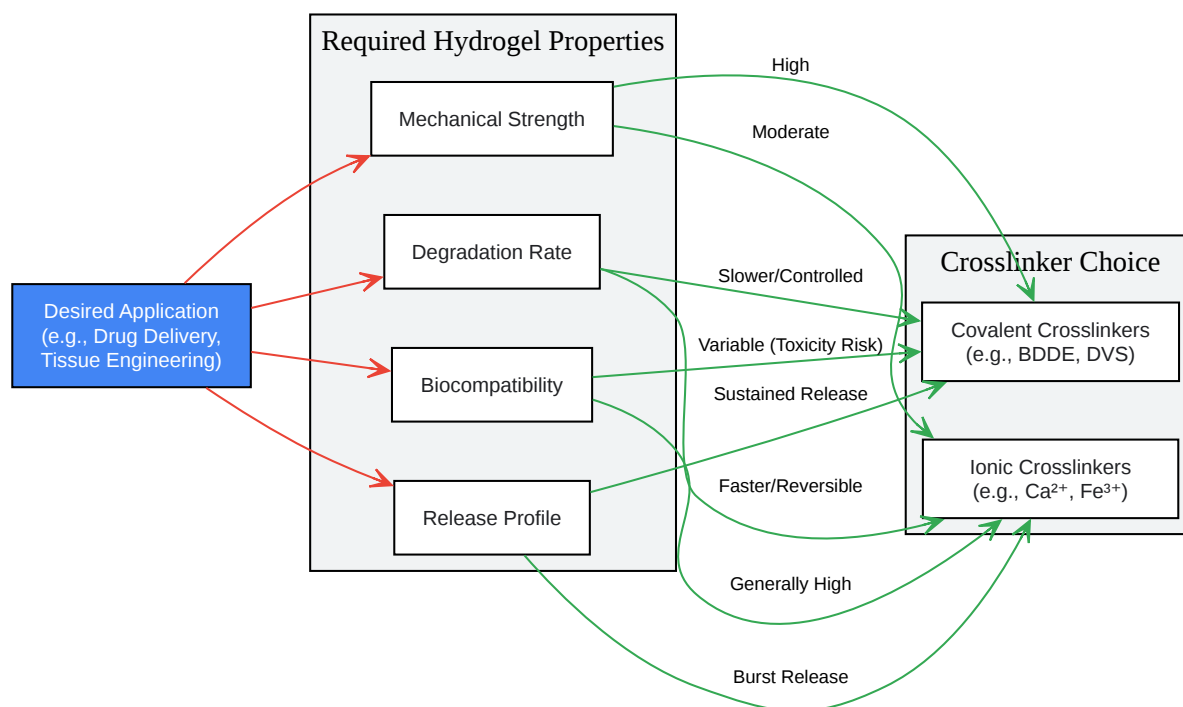 Required Hydrogel Properties
Mechanical Strength
Degradation Rate
Biocompatibility
Release Profile
Desired Application
(e.g., Drug Delivery,
Tissue Engineering)
High
Moderate
Slower/Controlled
Variable (Toxicity Risk)
Sustained Release
Faster/Reversible
Generally High
Burst Release
Crosslinker Choice
Covalent Crosslinkers
(e.g., BDDE, DVS)
Ionic Crosslinkers
(e.g., Ca²⁺, Fe³⁺)